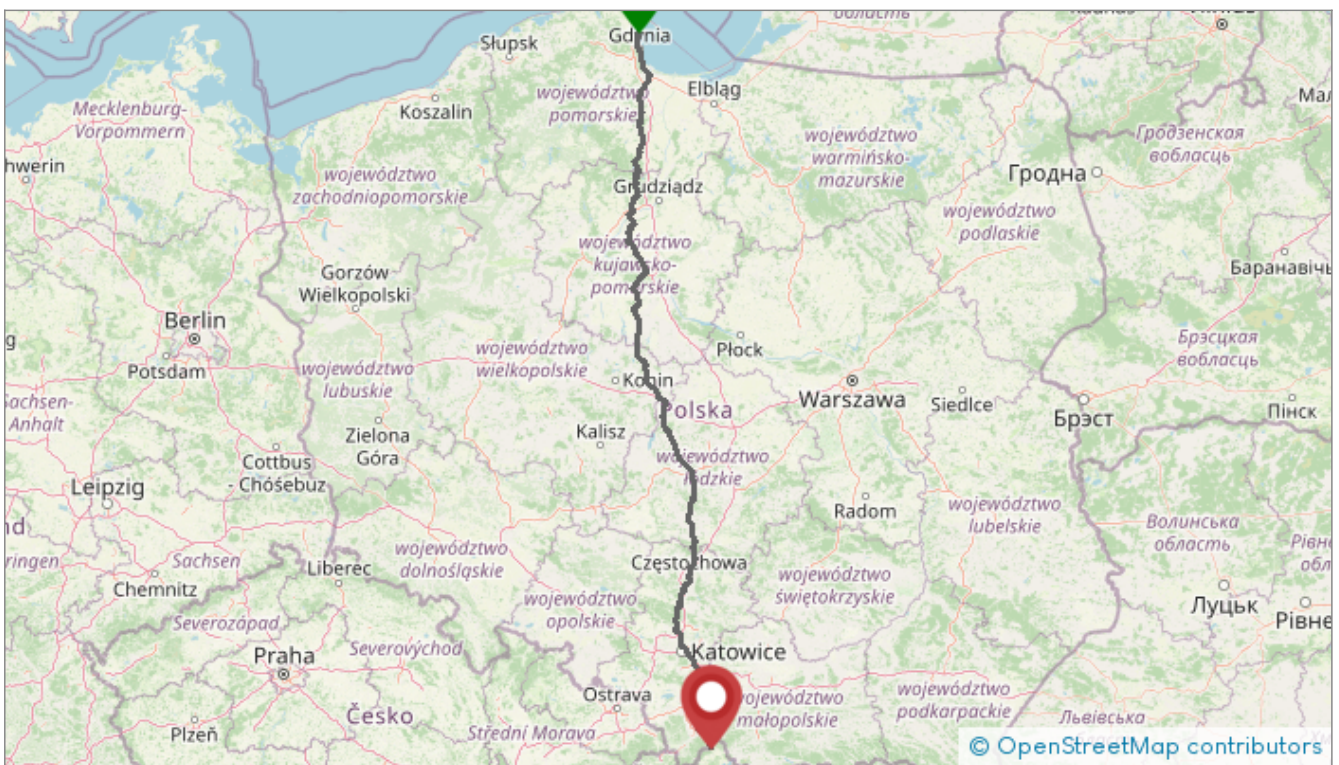 область
Gdynia
Słupsk
Elbląg
Mecklenburg-
Vorpommern
województwo
pomorskie
Koszalin
województwo
warmińsko-
mazurskie
Гродзенская
вобласць
hwerin
województwo
zachodniopomorskie
Grudziądz
Гродна
województwo
podlaskie
województwo
kujawsko-
pomorskie
Gorzów
Wielkopolski
Баранавічы
Berlin
Potsdam
województwo
lubuskie
województwo
wielkopolskie
Płock
Брэсцкая
вобласць
Konin
Warszawa
Siedlce
Брэст
Пінск
Sachsen-
Anhalt
Polska
Zielona
Góra
Kalisz
województwo
łódzkie
Cottbus
- Chóśebuz
Leipzig
Radom
województwo
lubelskie
Волинська
область
Sachsen
ringen
Chemnitz
Liberec
województwo
dolnośląskie
Częstochowa
województwo
świętokrzyskie
województwo
opolskie
Луцьк
Рівне
Severozápad
Praha
Severovýchod
Katowice
Ostrava
województwo
małopolskie
województwo
podkarpackie
Львівська
Plzeň
Česko
Střední Morava
© OpenStreetMap contributors